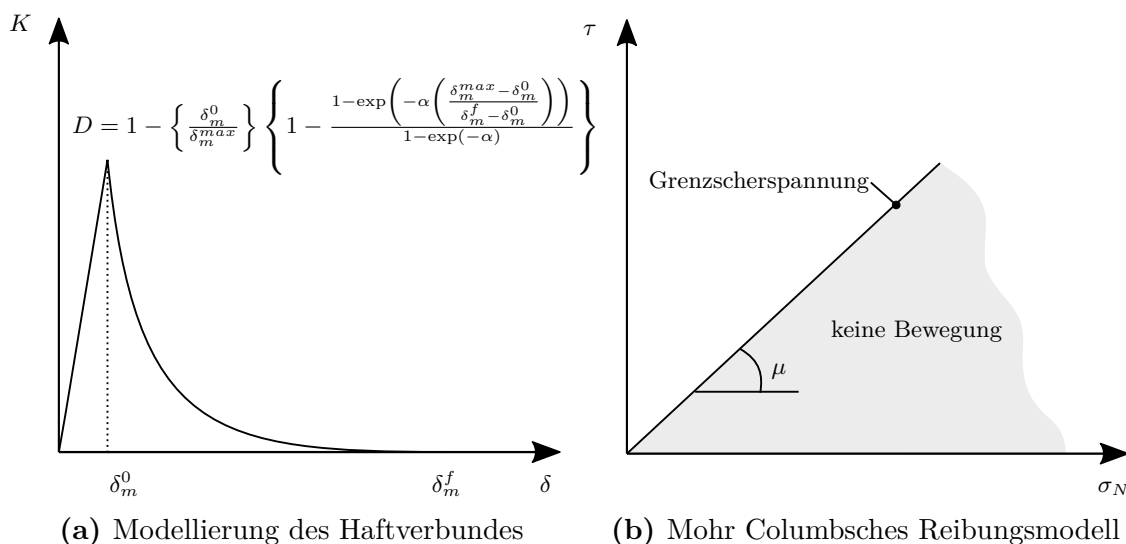 K
D = 1 − {δ_m^0 / δ_m^{max}} {1 − (1−exp(−α((δ_m^{max}−δ_m^0)/(δ_m^f−δ_m^0)))) / (1−exp(−α))}
δ_m^0
δ_m^f
δ
(a) Modellierung des Haftverbundes
τ
Grenzscherspannung
keine Bewegung
μ
σ_N
(b) Mohr Columbsches Reibungsmodell